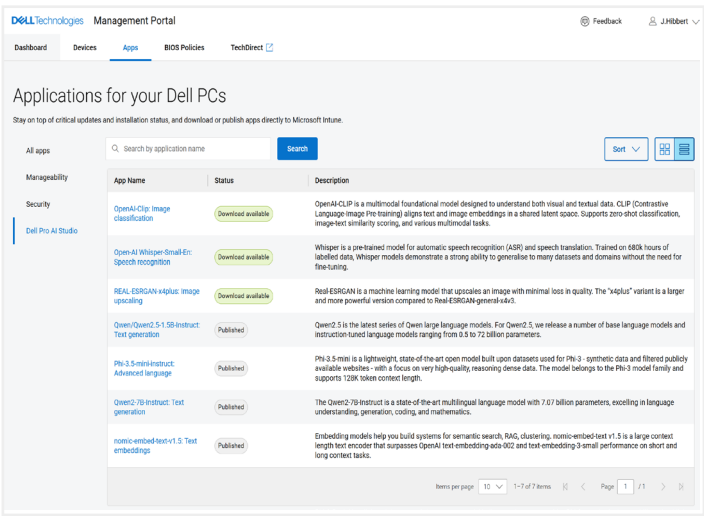 DELLTechnologies Management Portal
Feedback
J.Hibbert
Dashboard Devices Apps BIOS Policies TechDirect
Applications for your Dell PCs
Stay on top of critical updates and installation status, and download or publish apps directly to Microsoft Intune.
All apps
Manageability
Security
Dell Pro AI Studio
Search by application name
Search
Sort
App Name Status Description
OpenAI-Clip: Image
classification
Download available
OpenAI-CLIP is a multimodal foundational model designed to understand both visual and textual data. CLIP (Contrastive
Language-Image Pre-training) aligns text and image embeddings in a shared latent space. Supports zero-shot classification,
image-text similarity scoring, and various multimodal tasks.
Open-AI Whisper-Small-En:
Speech recognition
Download available
Whisper is a pre-trained model for automatic speech recognition (ASR) and speech translation. Trained on 680k hours of
labelled data, Whisper models demonstrate a strong ability to generalise to many datasets and domains without the need for
fine-tuning.
REAL-ESRGAN-x4plus: Image
upscaling
Download available
Real-ESRGAN is a machine learning model that upscales an image with minimal loss in quality. The "x4plus" variant is a larger
and more powerful version compared to Real-ESRGAN-general-x4v3.
Qwen/Qwen2.5-1.5B-Instruct:
Text generation
Published
Qwen2.5 is the latest series of Qwen large language models. For Qwen2.5, we release a number of base language models and
instruction-tuned language models ranging from 0.5 to 72 billion parameters.
Phi-3.5-mini-instruct:
Advanced language
Published
Phi-3.5-mini is a lightweight, state-of-the-art open model built upon datasets used for Phi-3 - synthetic data and filtered publicly
available websites - with a focus on very high-quality, reasoning dense data. The model belongs to the Phi-3 model family and
supports 128K token context length.
Qwen2-7B-Instruct: Text
generation
Published
The Qwen2-7B-Instruct is a state-of-the-art multilingual language model with 7.07 billion parameters, excelling in language
understanding, generation, coding, and mathematics.
nomic-embed-text-v1.5: Text
embeddings
Published
Embedding models help you build systems for semantic search, RAG, clustering. nomic-embed-text v1.5 is a large context
length text encoder that surpasses OpenAI text-embedding-ada-002 and text-embedding-3-small performance on short and
long context tasks.
Items per page 10 1–7 of 7 items Page 1 /1